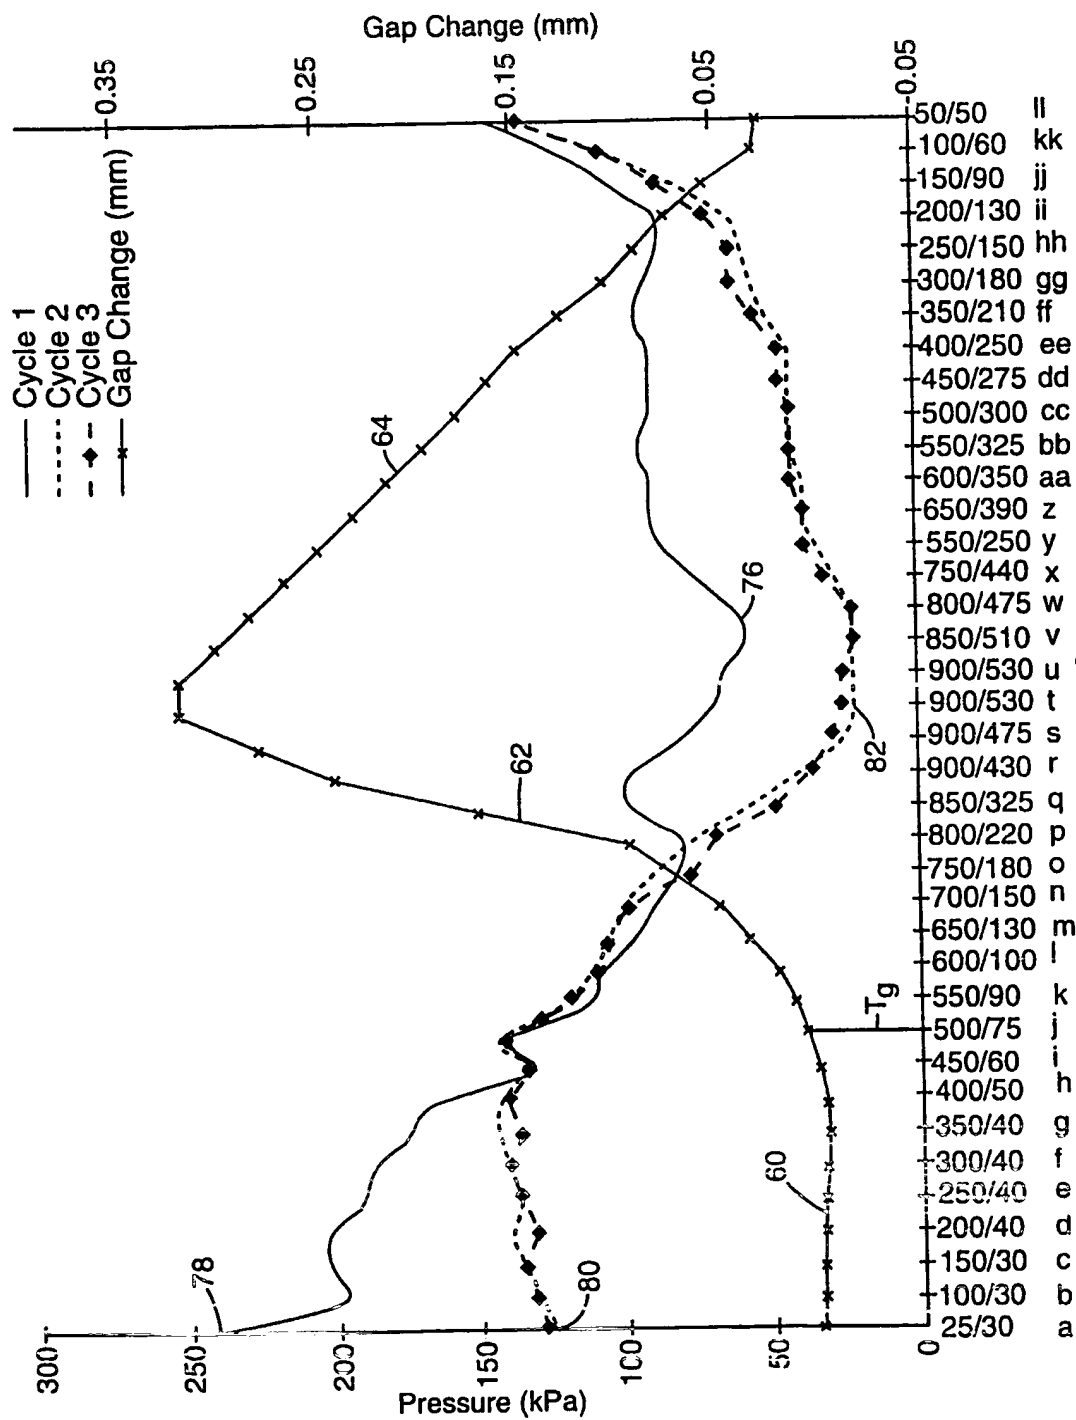 Gap Change (mm)
0.35
0.25
0.15
0.05
-0.05
Cycle 1
Cycle 2
Cycle 3
Gap Change (mm)
50/50 ll
100/60 kk
150/90 jj
200/130 ii
250/150 hh
300/180 gg
350/210 ff
400/250 ee
450/275 dd
500/300 cc
550/325 bb
600/350 aa
650/390 z
550/250 y
750/440 x
800/475 w
850/510 v
900/530 u
900/530 t
900/475 s
900/430 r
850/325 q
800/220 p
750/180 o
700/150 n
650/130 m
600/100 l
550/90 k
500/75 j
450/60 i
400/50 h
350/40 g
300/40 f
250/40 e
200/40 d
150/30 c
100/30 b
25/30 a
64
76
62
82
Tg
60
78
80
300
250
200
150
100
50
0
Pressure (kPa)